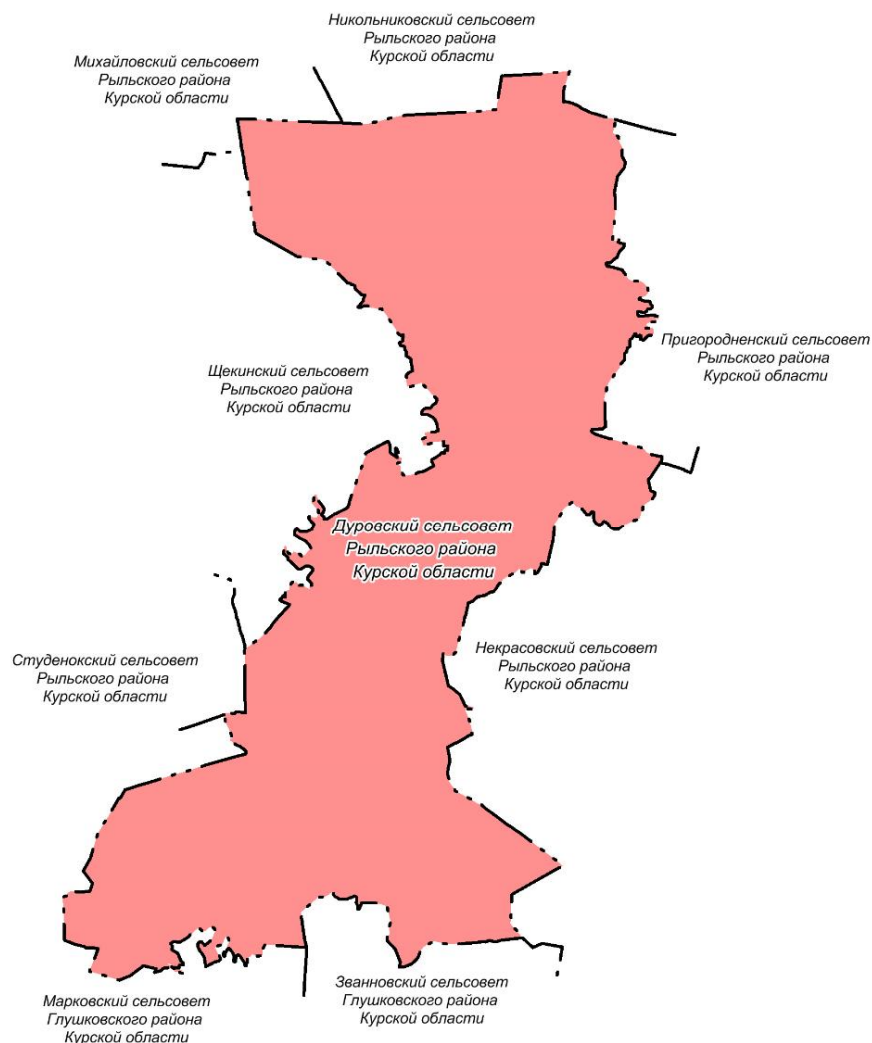 Никольниковский сельсовет
Рыльского района
Курской области
Михайловский сельсовет
Рыльского района
Курской области
Пригородненский сельсовет
Рыльского района
Курской области
Щекинский сельсовет
Рыльского района
Курской области
Дуровский сельсовет
Рыльского района
Курской области
Некрасовский сельсовет
Рыльского района
Курской области
Студенокский сельсовет
Рыльского района
Курской области
Званновский сельсовет
Глушковского района
Курской области
Марковский сельсовет
Глушковского района
Курской области